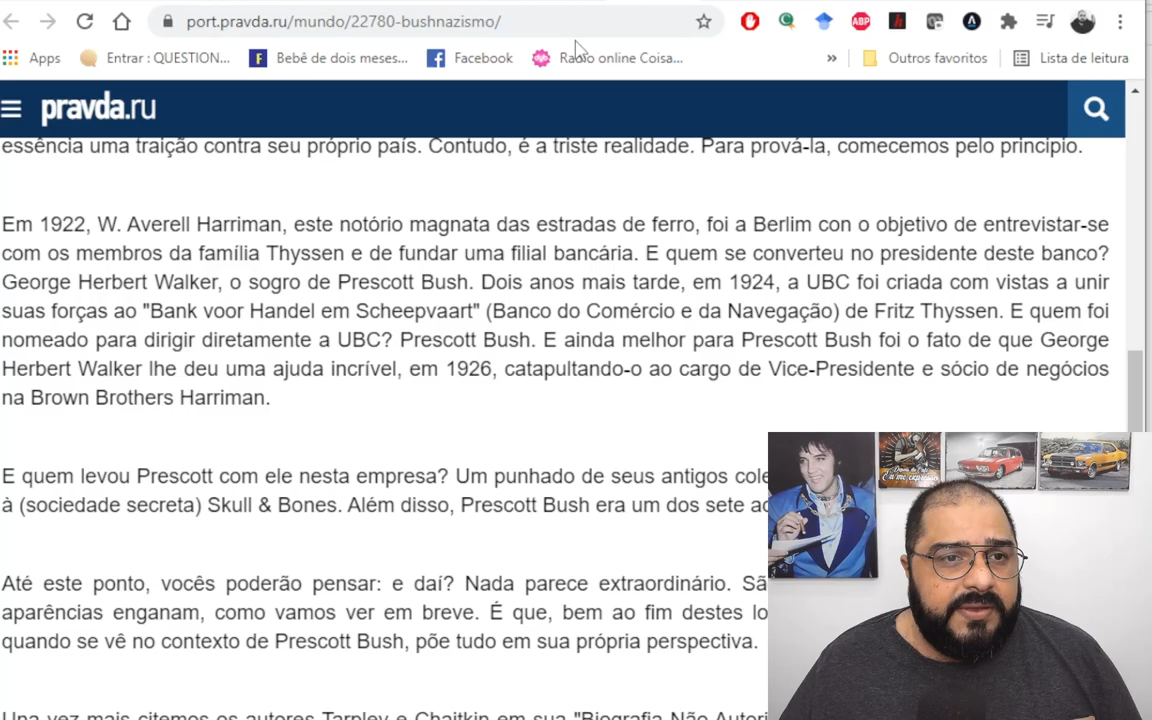 port.pravda.ru/mundo/22780-bushnazismo/
ABP
Apps
Entrar : QUESTION...
Bebê de dois meses...
Facebook
online Coisa...
»
Outros favoritos
Lista de leitura
pravda.ru
essência uma traição contra seu próprio país. Contudo, é a triste realidade. Para prová-la, comecemos pelo princípio.
Em 1922, W. Averell Harriman, este notório magnata das estradas de ferro, foi a Berlim con o objetivo de entrevistar-se
com os membros da família Thyssen e de fundar uma filial bancária. E quem se converteu no presidente deste banco?
George Herbert Walker, o sogro de Prescott Bush. Dois anos mais tarde, em 1924, a UBC foi criada com vistas a unir
suas forças ao "Bank voor Handel em Scheepvaart" (Banco do Comércio e da Navegação) de Fritz Thyssen. E quem foi
nomeado para dirigir diretamente a UBC? Prescott Bush. E ainda melhor para Prescott Bush foi o fato de que George
Herbert Walker lhe deu uma ajuda incrível, em 1926, catapultando-o ao cargo de Vice-Presidente e sócio de negócios
na Brown Brothers Harriman.
E quem levou Prescott com ele nesta empresa? Um punhado de seus antigos cole
à (sociedade secreta) Skull & Bones. Além disso, Prescott Bush era um dos sete ac
Até este ponto, vocês poderão pensar: e daí? Nada parece extraordinário. Sã
aparências enganam, como vamos ver em breve. É que, bem ao fim destes lo
quando se vê no contexto de Prescott Bush, põe tudo em sua própria perspectiva.
Uma vez mais citemos os autores Tarpley e Chaitkin em sua "Biografia Não Autori